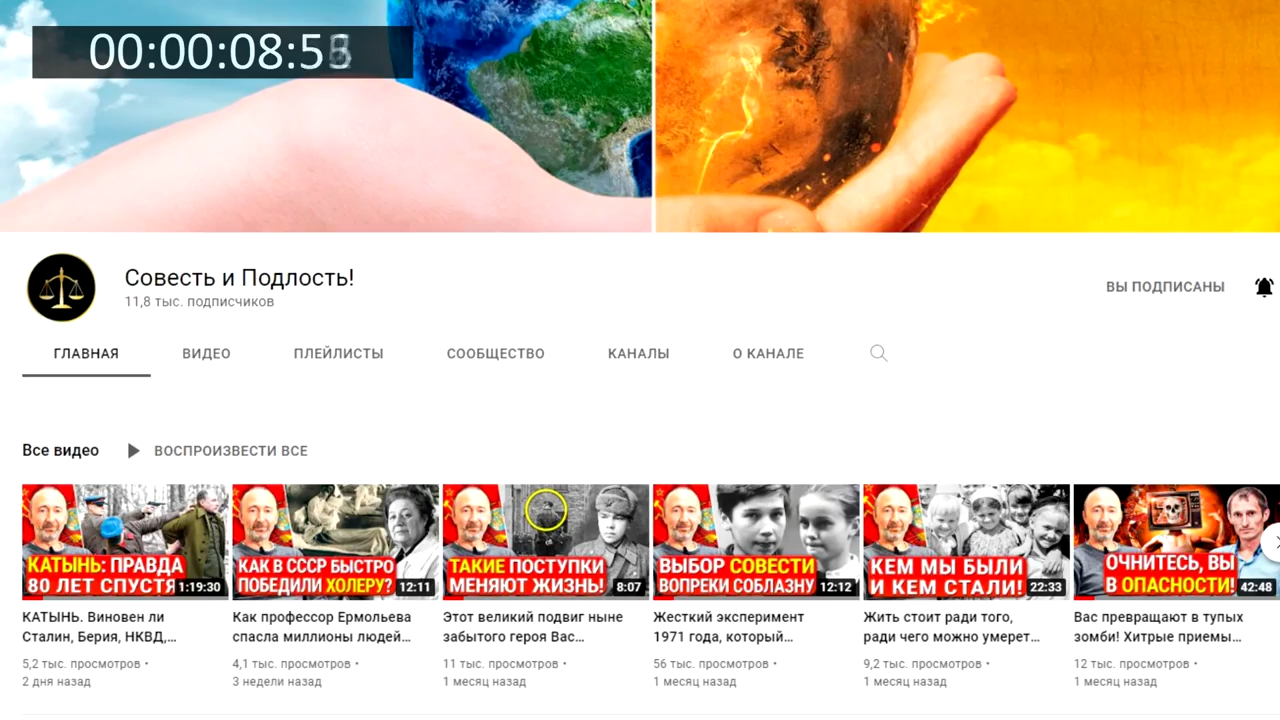 00:00:08:5
Совесть и Подлость!
11,8 тыс. подписчиков
ВЫ ПОДПИСАНЫ
ГЛАВНАЯ ВИДЕО ПЛЕЙЛИСТЫ СООБЩЕСТВО КАНАЛЫ О КАНАЛЕ
Все видео ВОСПРОИЗВЕСТИ ВСЕ
КАТЫНЬ: ПРАВДА
80 ЛЕТ СПУСТЯ 1:19:30
КАТЫНЬ. Виновен ли
Сталин, Берия, НКВД,...
5,2 тыс. просмотров •
2 дня назад
КАК В СССР БЫСТРО
ПОБЕДИЛИ ХОЛЕРУ? 12:11
Как профессор Ермольева
спасла миллионы людей...
4,1 тыс. просмотров •
3 недели назад
ТАКИЕ ПОСТУПКИ
МЕНЯЮТ ЖИЗНЬ! 8:07
Этот великий подвиг ныне
забытого героя Вас...
11 тыс. просмотров •
1 месяц назад
ВЫБОР СОВЕСТИ
ВОПРЕКИ СОБЛАЗНУ 12:12
Жесткий эксперимент
1971 года, который...
56 тыс. просмотров •
1 месяц назад
КЕМ МЫ БЫЛИ
И КЕМ СТАЛИ! 22:33
Жить стоит ради того,
ради чего можно умерет...
9,2 тыс. просмотров •
1 месяц назад
ОЧНИТЕСЬ, ВЫ
В ОПАСНОСТИ! 42:48
Вас превращают в тупых
зомби! Хитрые приемы...
12 тыс. просмотров •
1 месяц назад